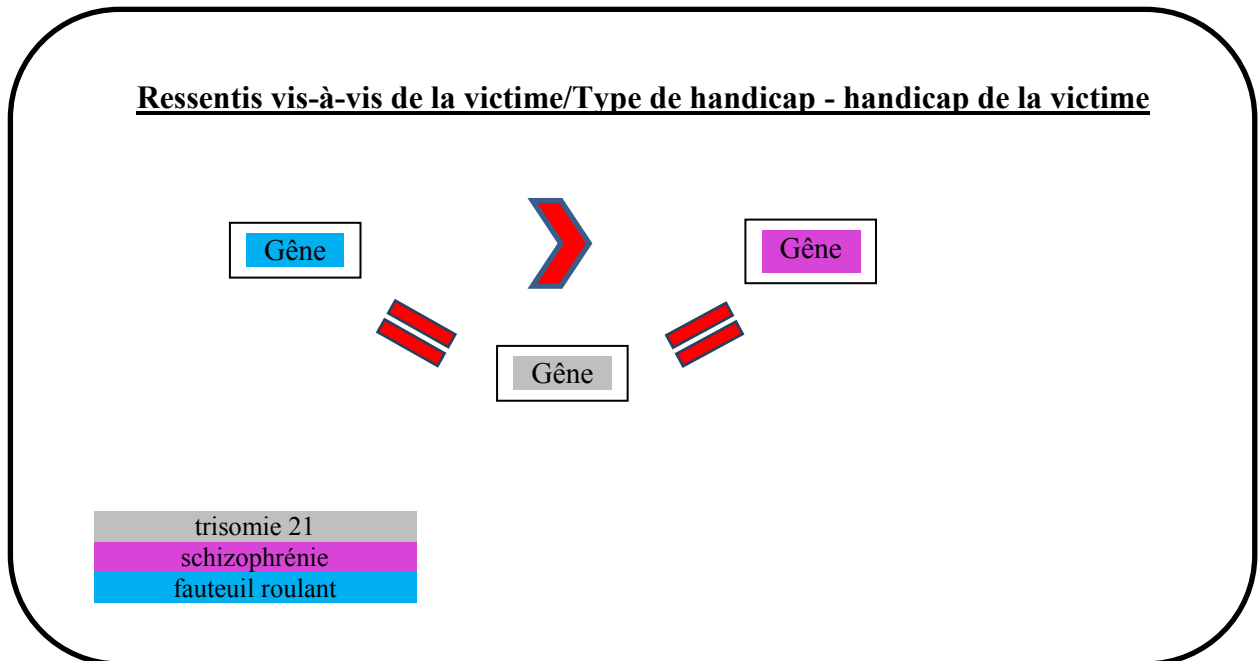 Ressentis vis-à-vis de la victime/Type de handicap - handicap de la victime
Gêne
Gêne
Gêne
trisomie 21
schizophrénie
fauteuil roulant